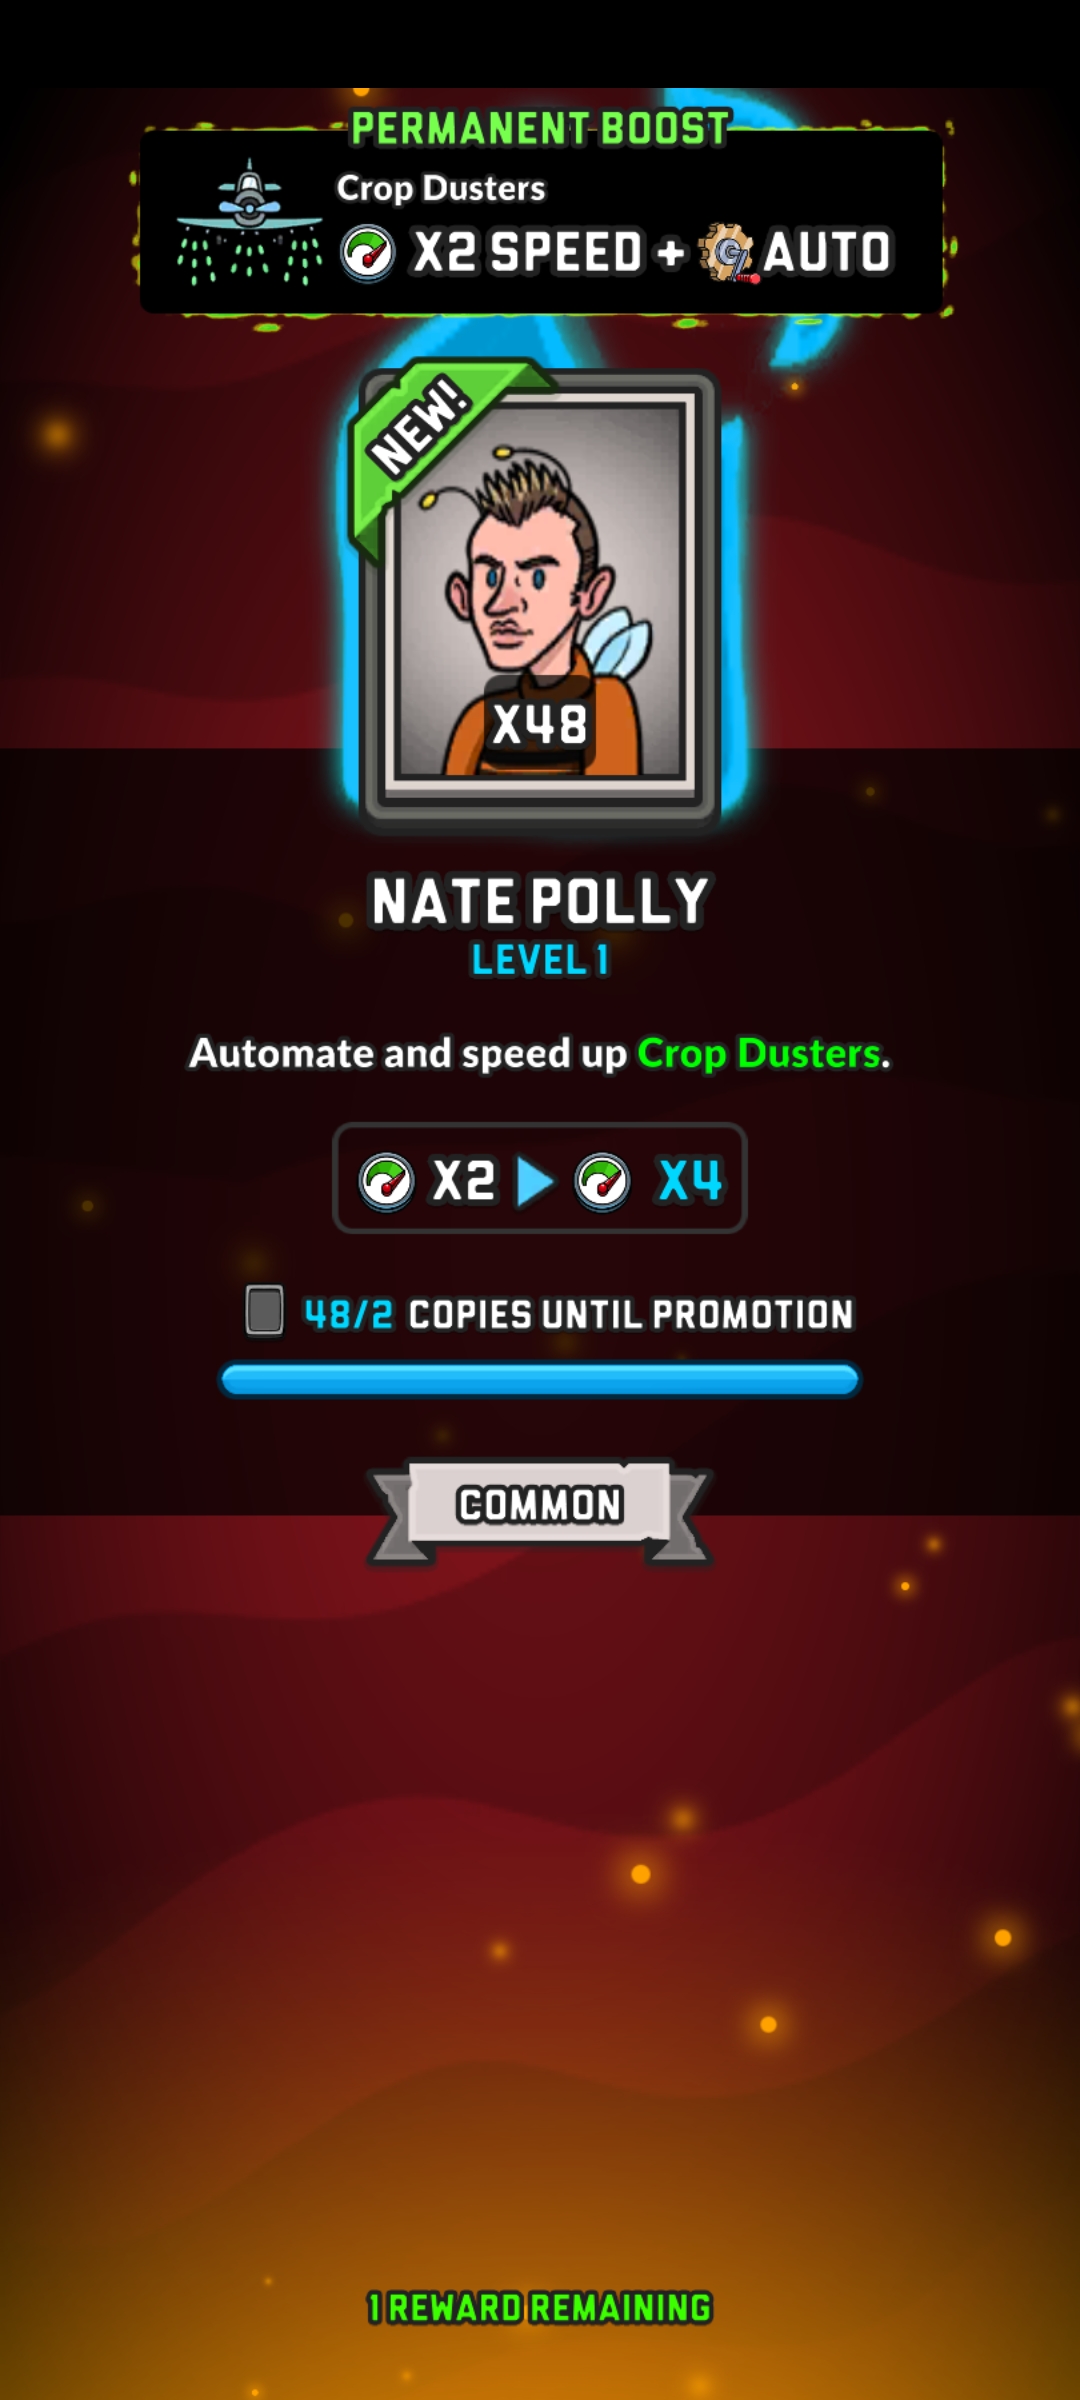 PERMANENT BOOST
Crop Dusters
X2 SPEED + AUTO
NEW!
X48
NATE POLLY
LEVEL 1
Automate and speed up Crop Dusters.
X2 X4
48/2 COPIES UNTIL PROMOTION
COMMON
1 REWARD REMAINING